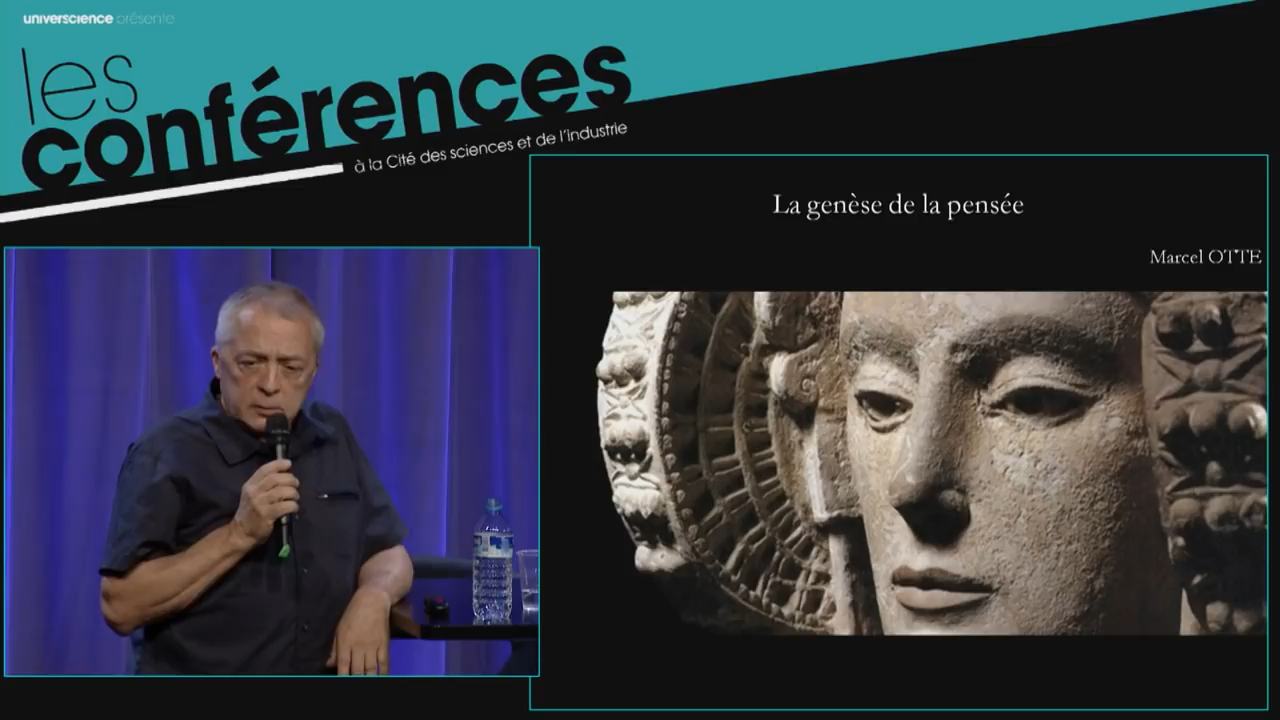 universcience présente
les
conférences
à la Cité des sciences et de l'industrie
La genèse de la pensée
Marcel OTTE